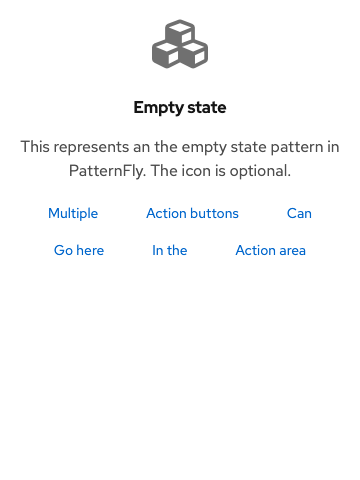 Empty state
This represents an the empty state pattern in
PatternFly. The icon is optional.
Multiple Action buttons Can
Go here In the Action area